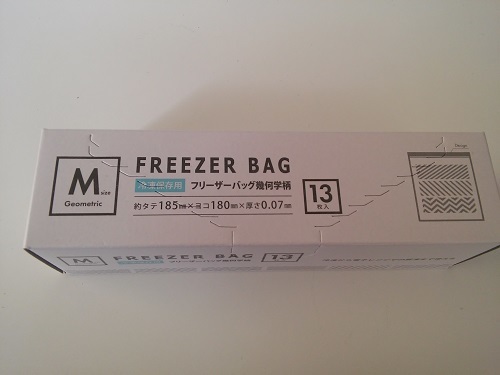 M size
Geometric
FREEZER BAG
冷凍保存用 フリーザーバッグ幾何学柄
約タテ185mm×ヨコ180mm×厚さ0.07mm
13
枚入
M
FREEZER BAG
13